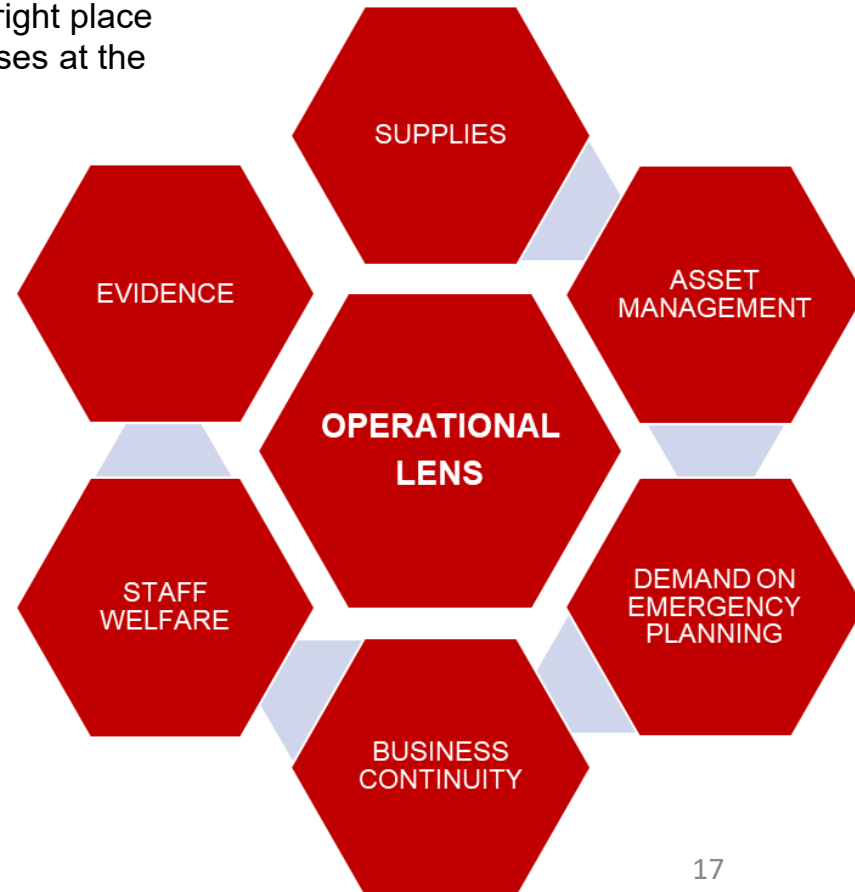 right place
ses at the
SUPPLIES
EVIDENCE
ASSET
MANAGEMENT
OPERATIONAL
LENS
STAFF
WELFARE
DEMAND ON
EMERGENCY
PLANNING
BUSINESS
CONTINUITY
17